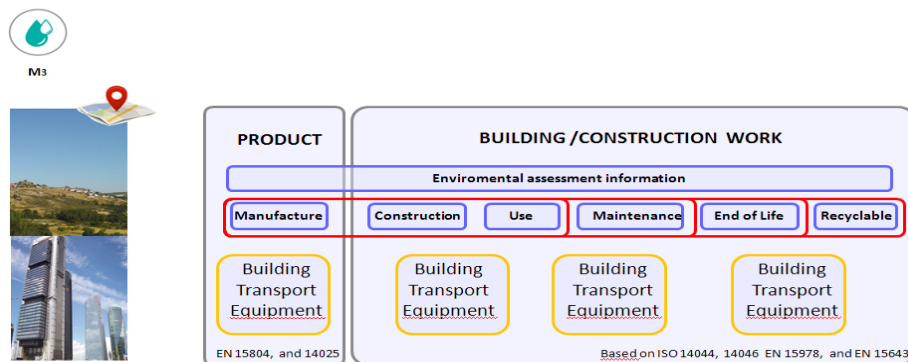 M3
PRODUCT
BUILDING /CONSTRUCTION WORK
Enviromental assessment information
Manufacture
Construction
Use
Maintenance
End of Life
Recyclable
Building
Transport
Equipment
Building
Transport
Equipment
Building
Transport
Equipment
Building
Transport
Equipment
EN 15804, and 14025
Based on ISO 14044, 14046 EN 15978, and EN 15643